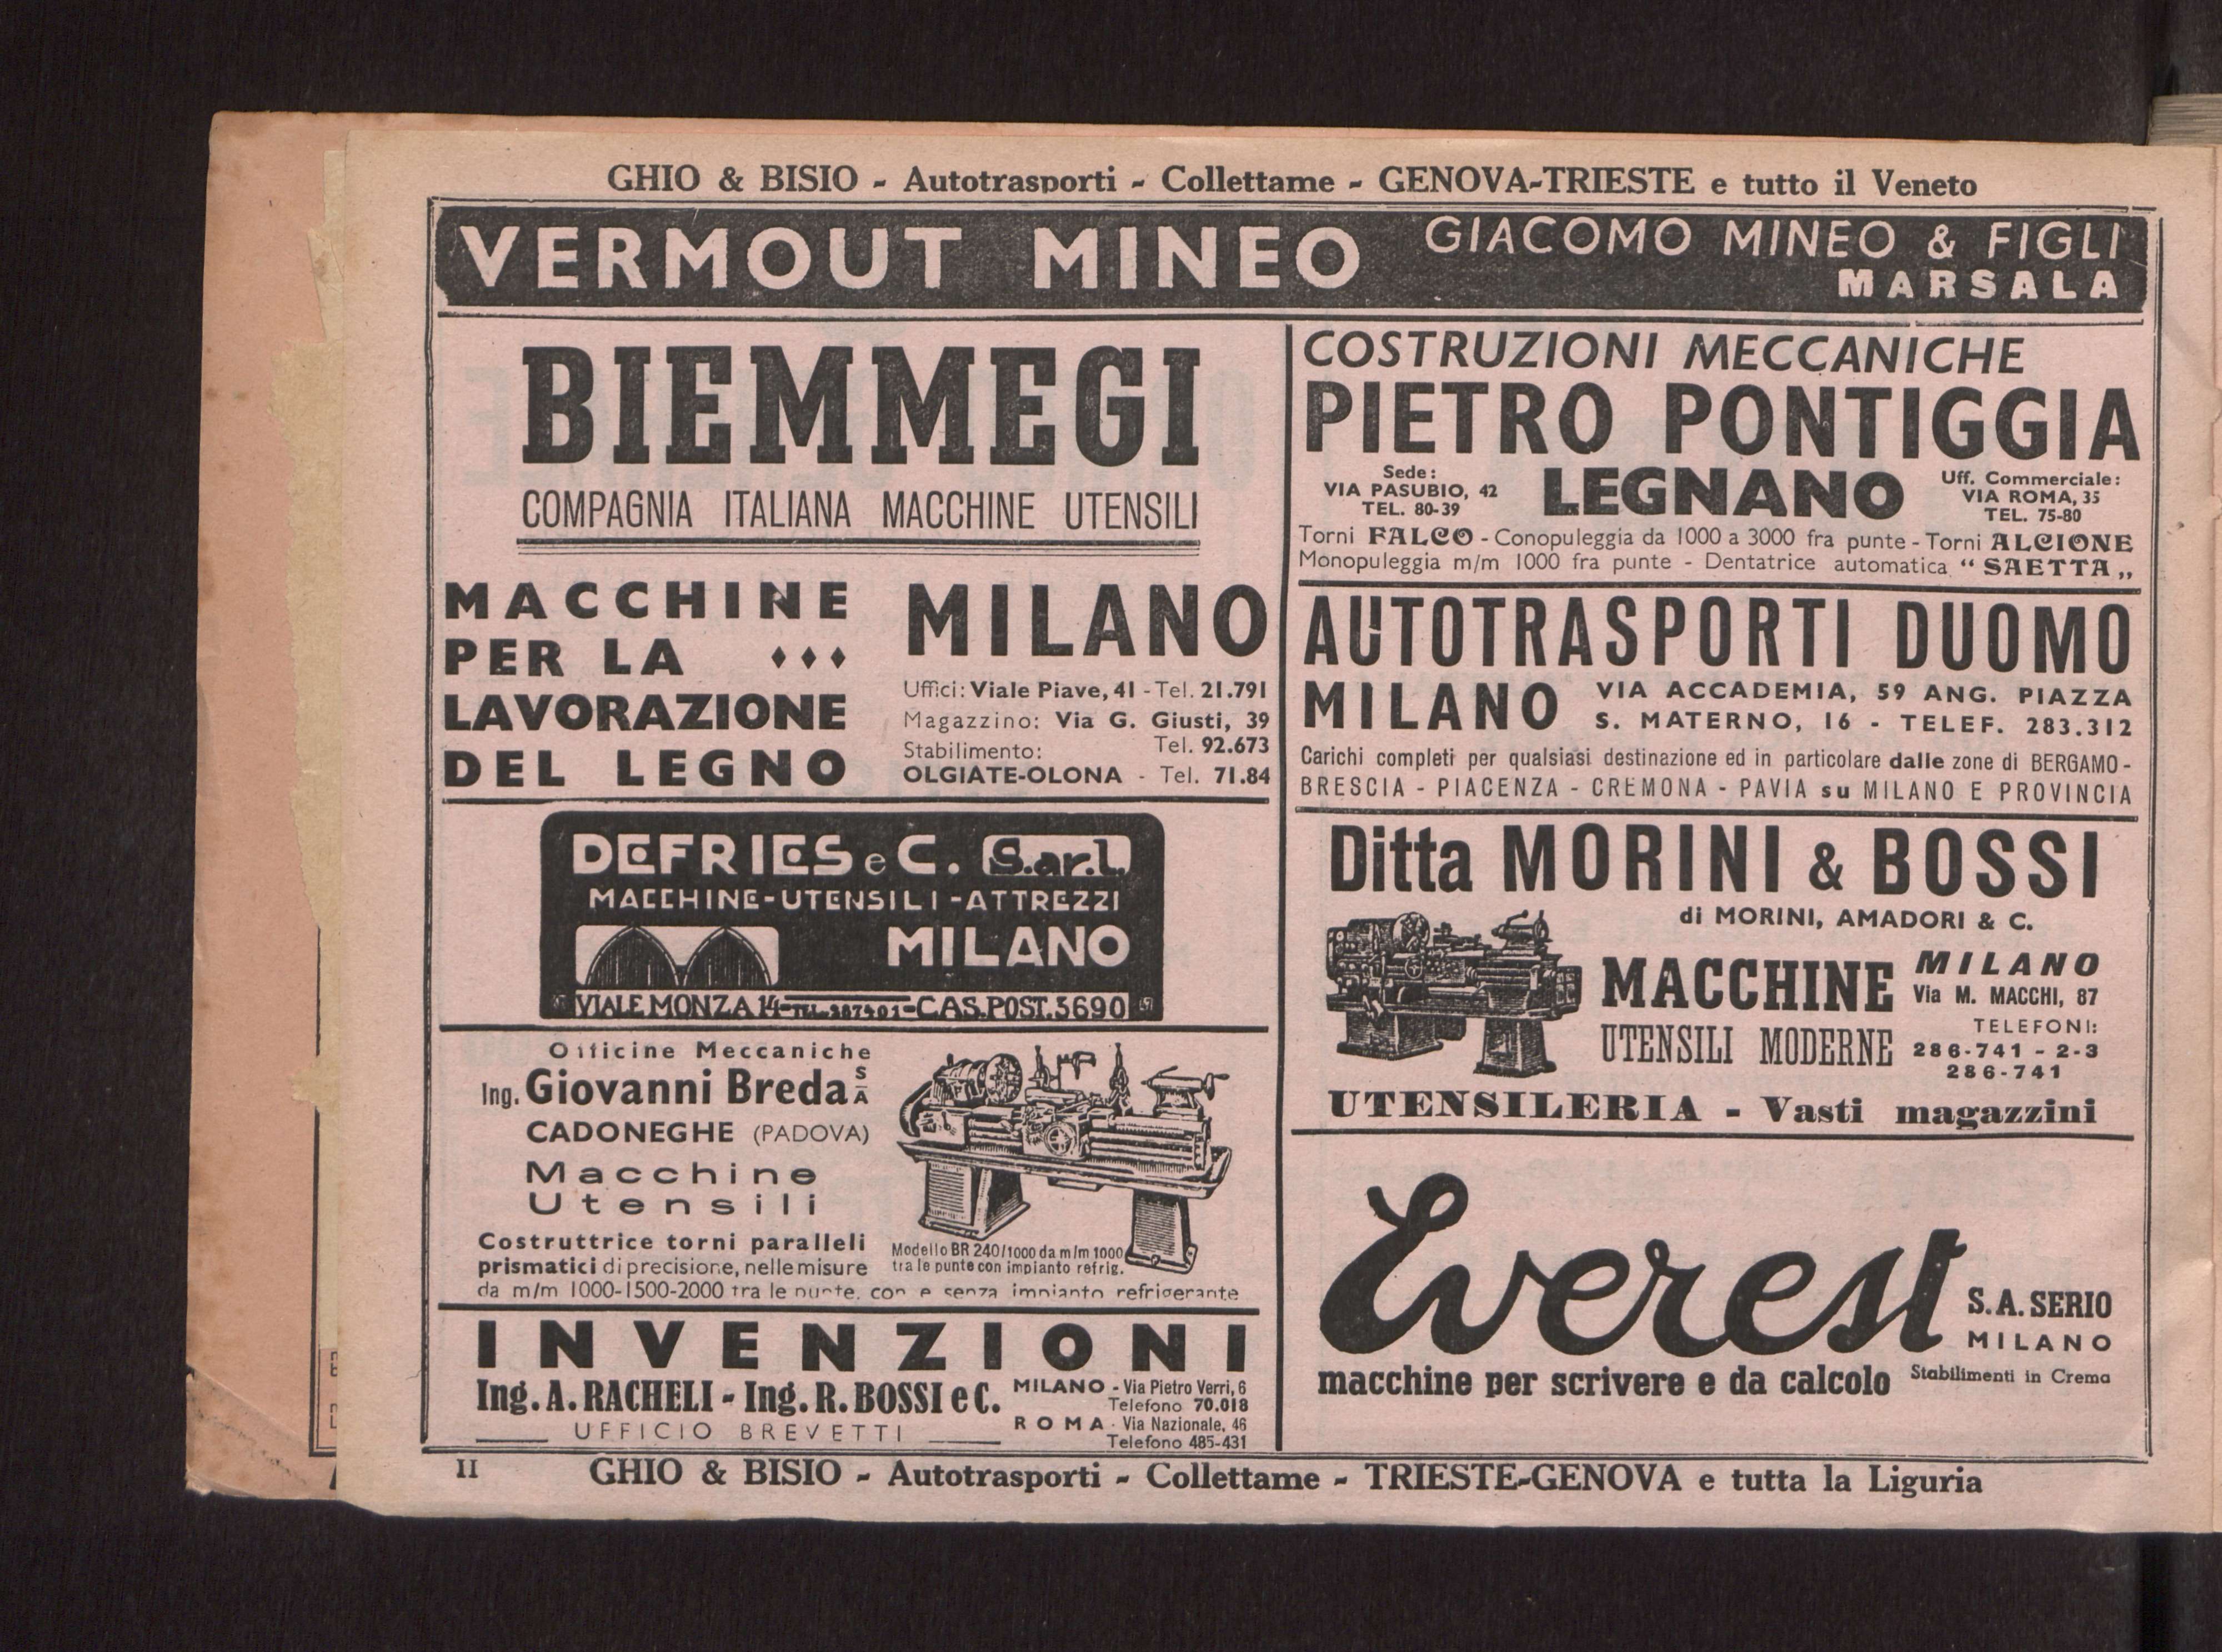 GHIO & BISIO - Autotrasporti - Collettame - GENOVA-TRIESTE e tutto il Veneto
VERMOUT MINEO
GIACOMO MINEO & FIGLI
MARSALA
BIEMMEGI
COMPAGNIA ITALIANA MACCHINE UTENSILI
MACCHINE
PER LA
LAVORAZIONE
DEL LEGNO
MILANO
Uffici: Viale Piave, 41 - Tel. 21.791
Magazzino: Via G. Giusti, 39
Tel. 92.673
Stabilimento:
OLGIATE-OLONA - Tel. 71.84
DEFRIES e C. S.ar.l.
MACCHINE-UTENSILI-ATTREZZI
MILANO
VIALE MONZA 14 - TEL. 287401 - CAS. POST. 3690
Officine Meccaniche
Ing. Giovanni Breda S A
CADONEGHE (PADOVA)
Macchine
Utensili
Costruttrice torni paralleli
prismatici di precisione, nelle misure
da m/m 1000-1500-2000 tra le punte, con e senza impianto refrigerante
Modello BR 240/1000 da m/m 1000
tra le punte con impianto refrig.
INVENZIONI
Ing. A. RACHELI - Ing. R. BOSSI e C.
UFFICIO BREVETTI
MILANO - Via Pietro Verri, 6
Telefono 70.018
ROMA - Via Nazionale, 46
Telefono 485-431
COSTRUZIONI MECCANICHE
PIETRO PONTIGGIA
Sede:
VIA PASUBIO, 42
TEL. 80-39
LEGNANO
Uff. Commerciale:
VIA ROMA, 35
TEL. 75-80
Torni FALCO - Conopuleggia da 1000 a 3000 fra punte - Torni ALCIONE
Monopuleggia m/m 1000 fra punte - Dentatrice automatica “ SAETTA „
AUTOTRASPORTI DUOMO
MILANO
VIA ACCADEMIA, 59 ANG. PIAZZA
S. MATERNO, 16 - TELEF. 283.312
Carichi completi per qualsiasi destinazione ed in particolare dalle zone di BERGAMO -
BRESCIA - PIACENZA - CREMONA - PAVIA su MILANO E PROVINCIA
Ditta MORINI & BOSSI
di MORINI, AMADORI & C.
MACCHINE
UTENSILI MODERNE
MILANO
Via M. MACCHI, 87
TELEFONI:
286-741 - 2-3
286-741
UTENSILERIA - Vasti magazzini
Everest
S. A. SERIO
MILANO
Stabilimenti in Crema
macchine per scrivere e da calcolo
II
GHIO & BISIO - Autotrasporti - Collettame - TRIESTE-GENOVA e tutta la Liguria